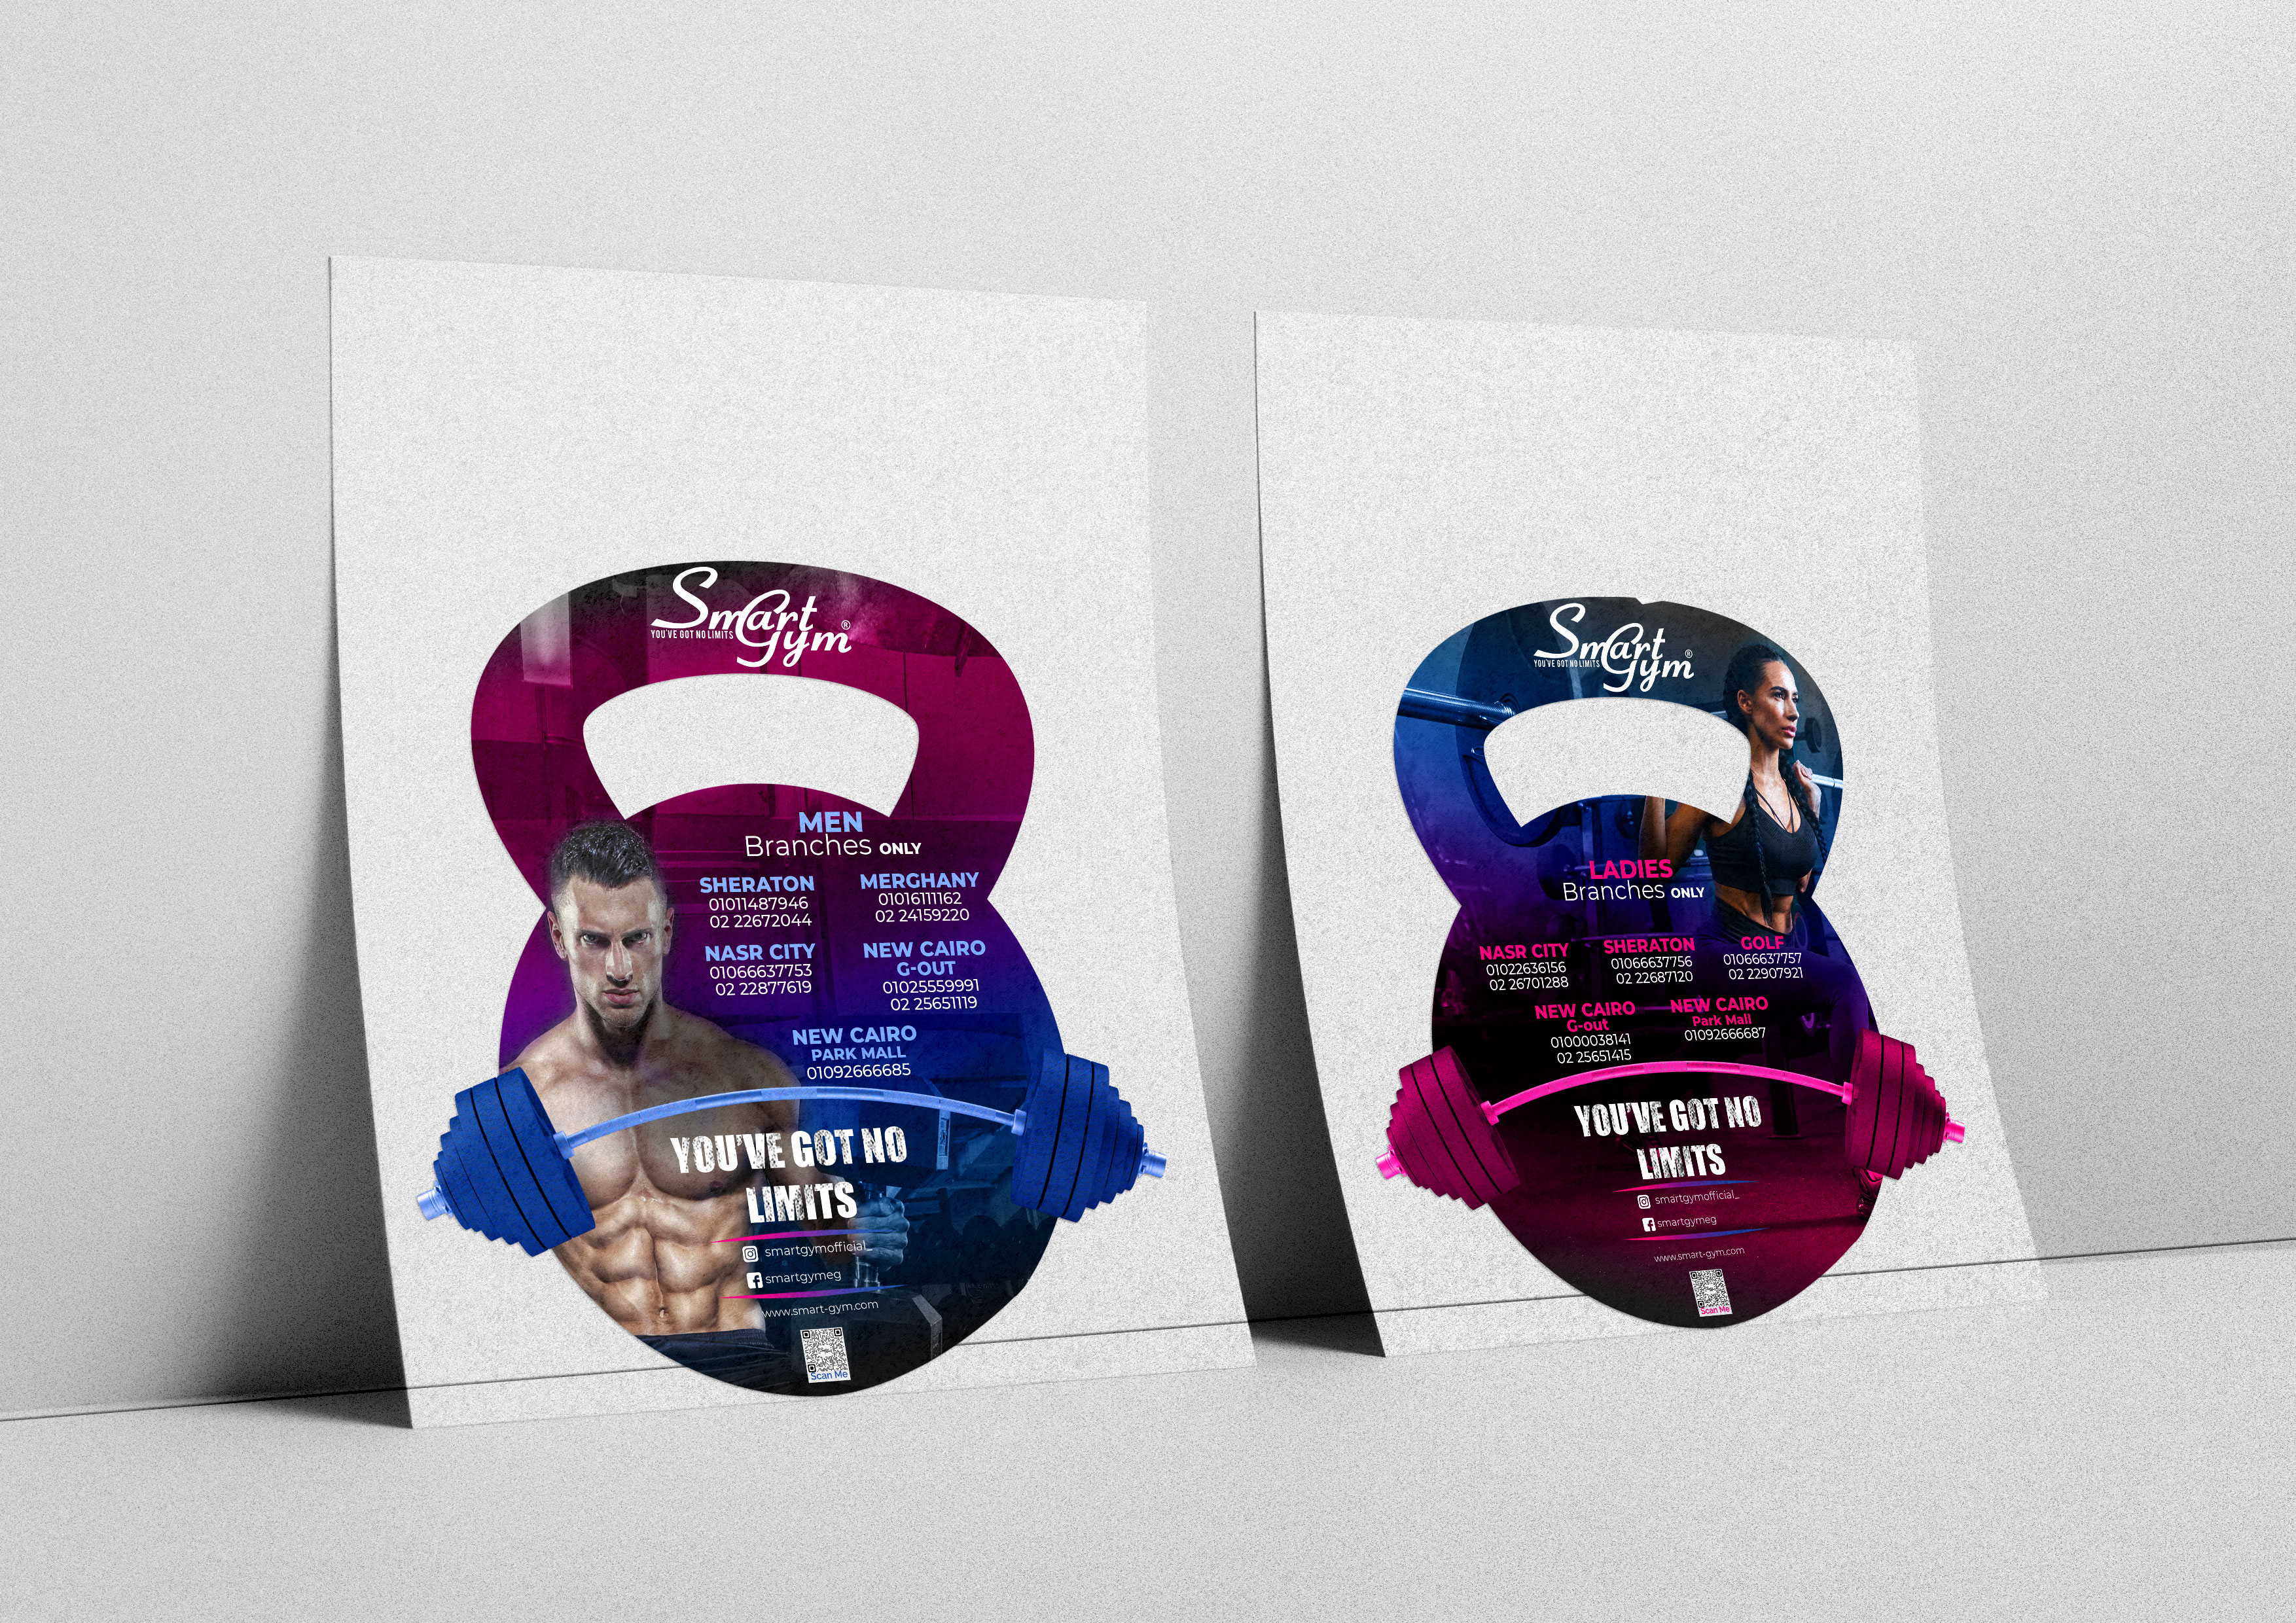 Smart
YOU'VE GOT NO LIMITS
Gym®
MEN
Branches ONLY
SHERATON
01011487946
02 22672044
MERGHANY
01016111162
02 24159220
NASR CITY
01066637753
02 22877619
NEW CAIRO
G-OUT
01025559991
02 25651119
NEW CAIRO
PARK MALL
01092666685
YOU'VE GOT NO
LIMITS
smartgymofficial_
smartgymeg
www.smart-gym.com
Scan Me
Smart
YOU'VE GOT NO LIMITS
Gym®
LADIES
Branches ONLY
NASR CITY
01022636156
02 26701288
SHERATON
01066637756
02 22687120
GOLF
01066637757
02 22907921
NEW CAIRO
G-out
01000038141
02 25651415
NEW CAIRO
Park Mall
01092666687
YOU'VE GOT NO
LIMITS
smartgymofficial_
smartgymeg
www.smart-gym.com
Scan Me